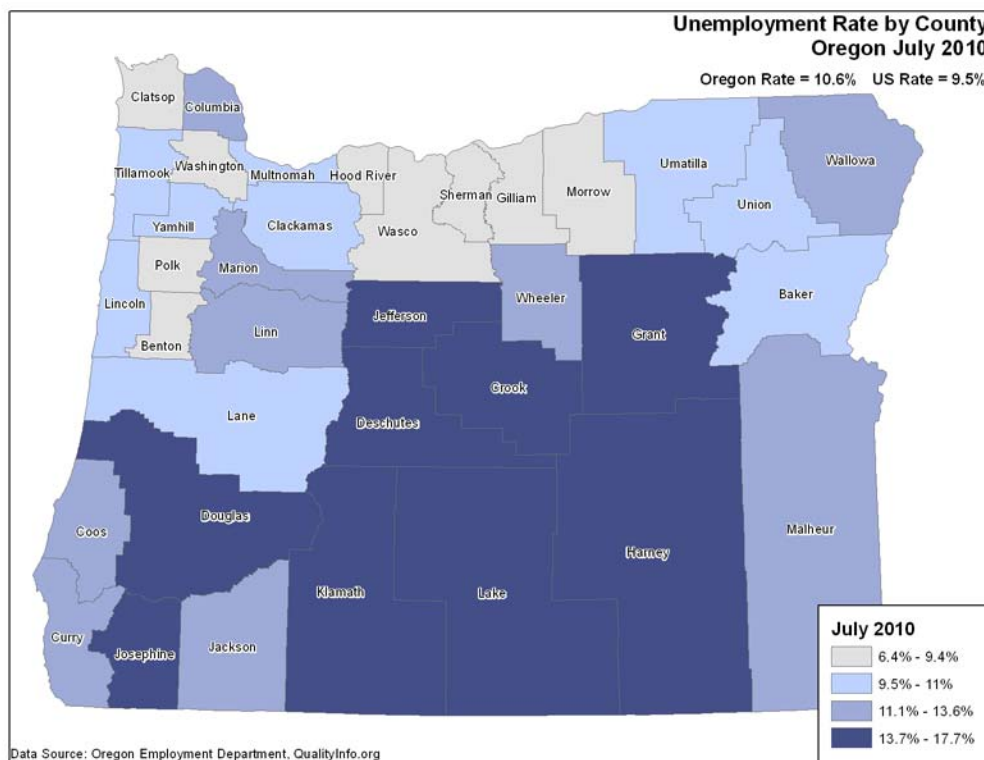 Unemployment Rate by County
Oregon July 2010
Oregon Rate = 10.6% US Rate = 9.5%
Clatsop
Columbia
Tillamook
Washington
Multnomah
Hood River
Sherman
Gilliam
Morrow
Umatilla
Wallowa
Union
Yamhill
Clackamas
Wasco
Polk
Marion
Lincoln
Wheeler
Baker
Jefferson
Linn
Grant
Benton
Crook
Lane
Deschutes
Douglas
Coos
Malheur
Harney
Klamath
Lake
Curry
Josephine
Jackson
July 2010
6.4% - 9.4%
9.5% - 11%
11.1% - 13.6%
13.7% - 17.7%
Data Source: Oregon Employment Department, QualityInfo.org